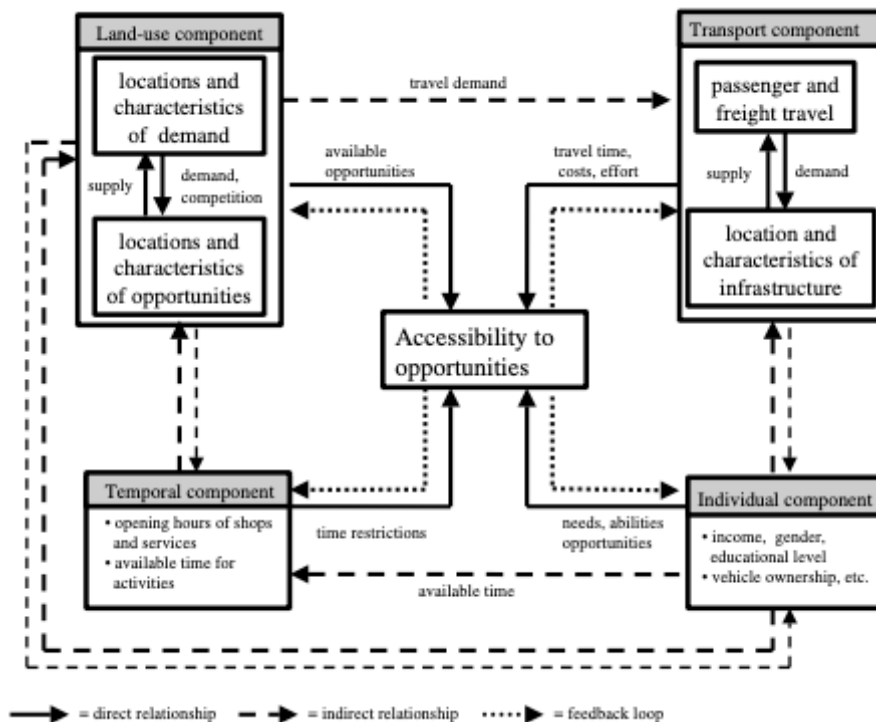 Land-use component
locations and
characteristics
of demand
supply
demand,
competition
locations and
characteristics
of opportunities
travel demand
Transport component
passenger and
freight travel
supply
demand
location and
characteristics of
infrastructure
available
opportunities
travel time,
costs, effort
Accessibility to
opportunities
Temporal component
• opening hours of shops
and services
• available time for
activities
time restrictions
needs, abilities
opportunities
available time
Individual component
• income, gender,
educational level
• vehicle ownership, etc.
= direct relationship
= indirect relationship
= feedback loop